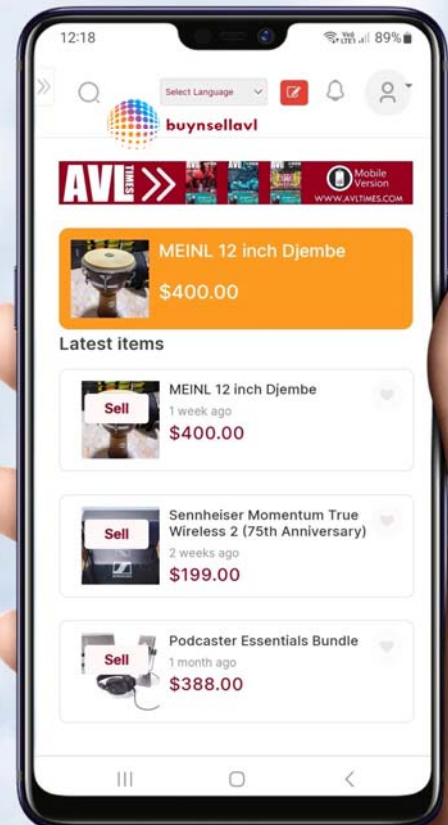 12:18
Vo)
LTE1
89%
Select Language
buynsellavl
AVL
TIMES
Mobile
Version
WWW.AVLTIMES.COM
MEINL 12 inch Djembe
$400.00
Latest items
Sell
MEINL 12 inch Djembe
1 week ago
$400.00
Sell
Sennheiser Momentum True
Wireless 2 (75th Anniversary)
2 weeks ago
$199.00
Sell
Podcaster Essentials Bundle
1 month ago
$388.00